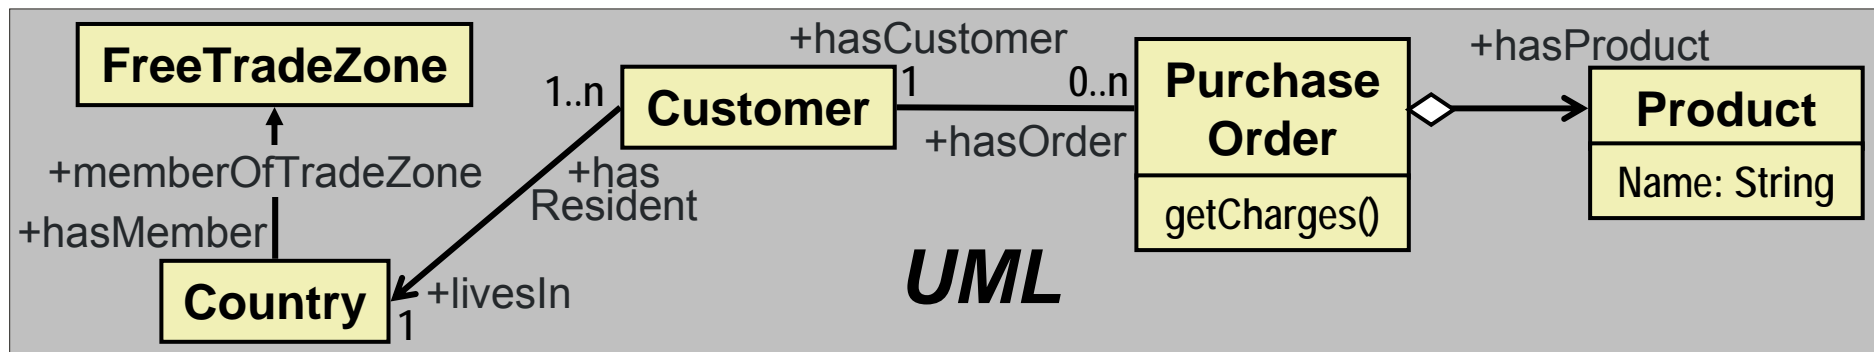 FreeTradeZone
+memberOfTradeZone
+hasMember
Country
1
+livesIn
1..n
+has
Resident
Customer
+hasCustomer
1
0..n
+hasOrder
Purchase
Order
getCharges()
+hasProduct
Product
Name: String
UML